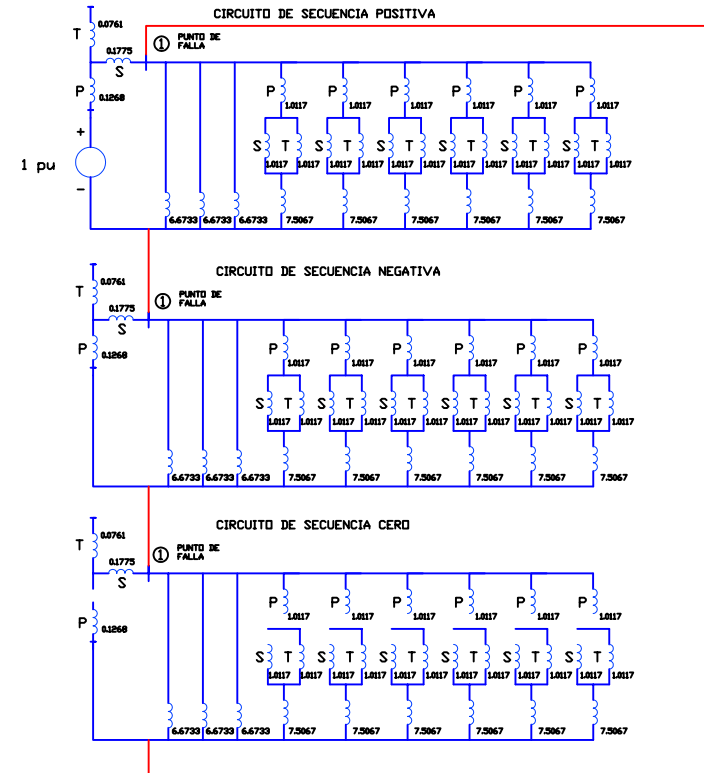 CIRCUITO DE SECUENCIA POSITIVA
T 0.0761
1 PUNTO DE FALLA
0.1775
S
P 0.1268
+
1 pu
−
P P P P P P
1.0117 1.0117 1.0117 1.0117 1.0117 1.0117
S T S T S T S T S T S T
1.0117 1.0117 1.0117 1.0117 1.0117 1.0117 1.0117 1.0117 1.0117 1.0117 1.0117 1.0117
6.6733 6.6733 6.6733 7.5067 7.5067 7.5067 7.5067 7.5067 7.5067
CIRCUITO DE SECUENCIA NEGATIVA
T 0.0761
1 PUNTO DE FALLA
0.1775
S
P 0.1268
P P P P P P
1.0117 1.0117 1.0117 1.0117 1.0117 1.0117
S T S T S T S T S T S T
1.0117 1.0117 1.0117 1.0117 1.0117 1.0117 1.0117 1.0117 1.0117 1.0117 1.0117 1.0117
6.6733 6.6733 6.6733 7.5067 7.5067 7.5067 7.5067 7.5067 7.5067
CIRCUITO DE SECUENCIA CERO
T 0.0761
1 PUNTO DE FALLA
0.1775
S
P 0.1268
P P P P P P
1.0117 1.0117 1.0117 1.0117 1.0117 1.0117
S T S T S T S T S T S T
1.0117 1.0117 1.0117 1.0117 1.0117 1.0117 1.0117 1.0117 1.0117 1.0117 1.0117 1.0117
6.6733 6.6733 6.6733 7.5067 7.5067 7.5067 7.5067 7.5067 7.5067